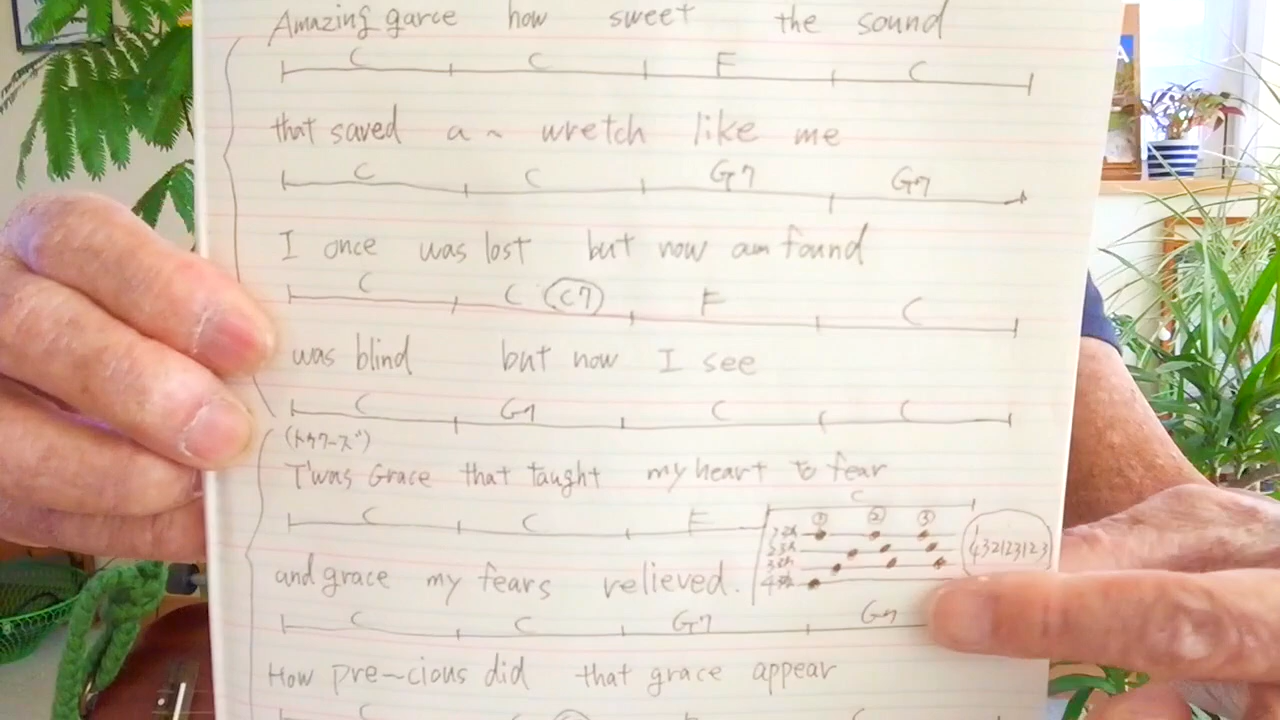 Amazing garce how sweet the sound
C C F C
that saved a ~ wretch like me
C C G7 G7
I once was lost but now am found
C C C7 F C
was blind but now I see
C G7 C C
(トゥワーズ)
T'was Grace that taught my heart to fear
C C F C
① ② ③
432123123
and grace my fears relieved.
C C G7 G7
How pre~cious did that grace appear
C
A